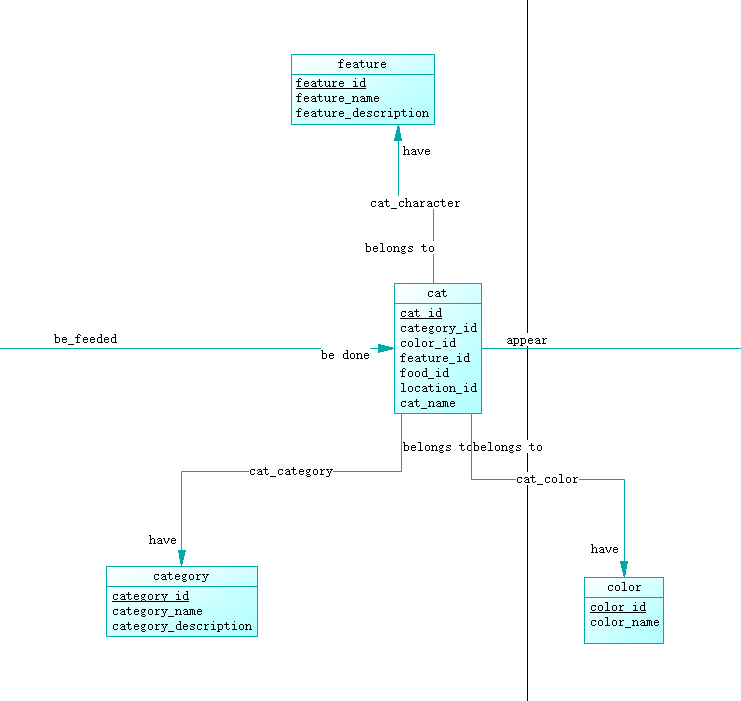 feature
feature_id
feature_name
feature_description
have
cat_character
belongs to
cat
cat_id
category_id
color_id
feature_id
food_id
location_id
cat_name
be_feeded
be done
appear
belongs to
belongs to
cat_category
cat_color
have
have
category
category_id
category_name
category_description
color
color_id
color_name